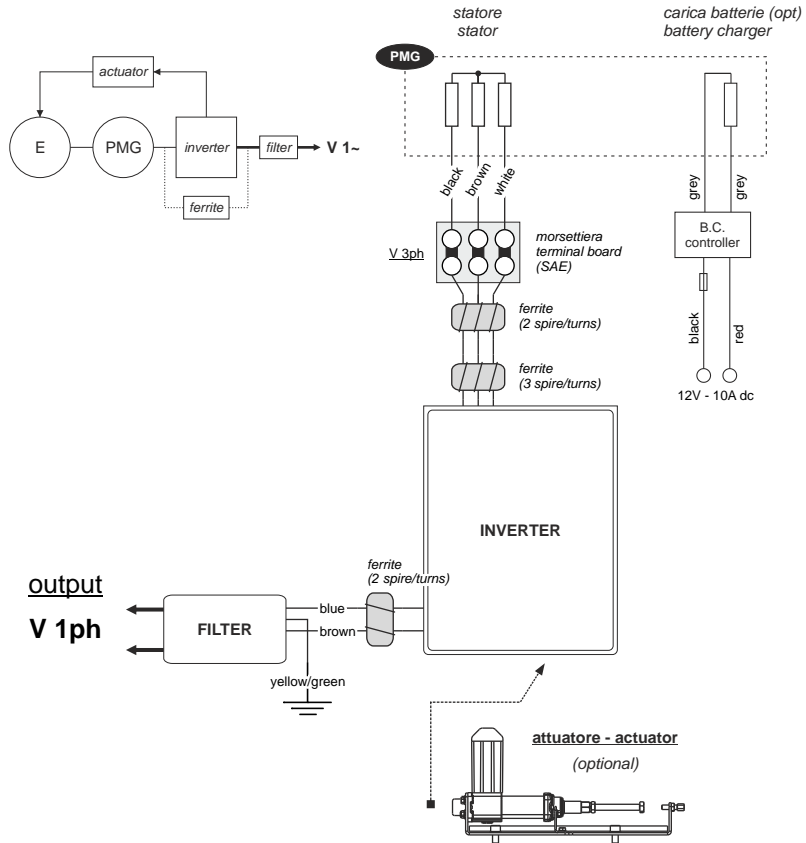 statore
stator
carica batterie (opt)
battery charger
PMG
actuator
E
PMG
inverter
filter
V 1~
ferrite
black
brown
white
grey
grey
V 3ph
morsettiera
terminal board
(SAE)
B.C.
controller
ferrite
(2 spire/turns)
black
red
ferrite
(3 spire/turns)
12V - 10A dc
INVERTER
ferrite
(2 spire/turns)
output
V 1ph
FILTER
blue
brown
yellow/green
attuatore - actuator
(optional)